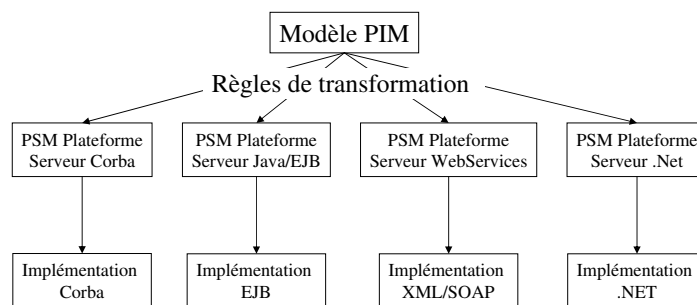 Modèle PIM
Règles de transformation
PSM Plateforme
Serveur Corba
PSM Plateforme
Serveur Java/EJB
PSM Plateforme
Serveur WebServices
PSM Plateforme
Serveur .Net
Implémentation
Corba
Implémentation
EJB
Implémentation
XML/SOAP
Implémentation
.NET